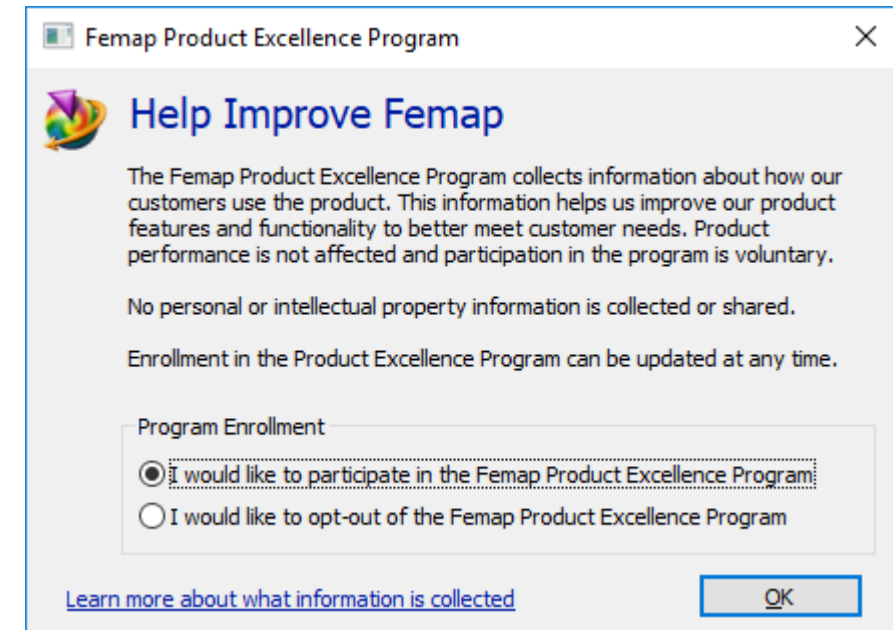 Femap Product Excellence Program
Help Improve Femap
The Femap Product Excellence Program collects information about how our
customers use the product. This information helps us improve our product
features and functionality to better meet customer needs. Product
performance is not affected and participation in the program is voluntary.
No personal or intellectual property information is collected or shared.
Enrollment in the Product Excellence Program can be updated at any time.
Program Enrollment
I would like to participate in the Femap Product Excellence Program
I would like to opt-out of the Femap Product Excellence Program
Learn more about what information is collected
OK